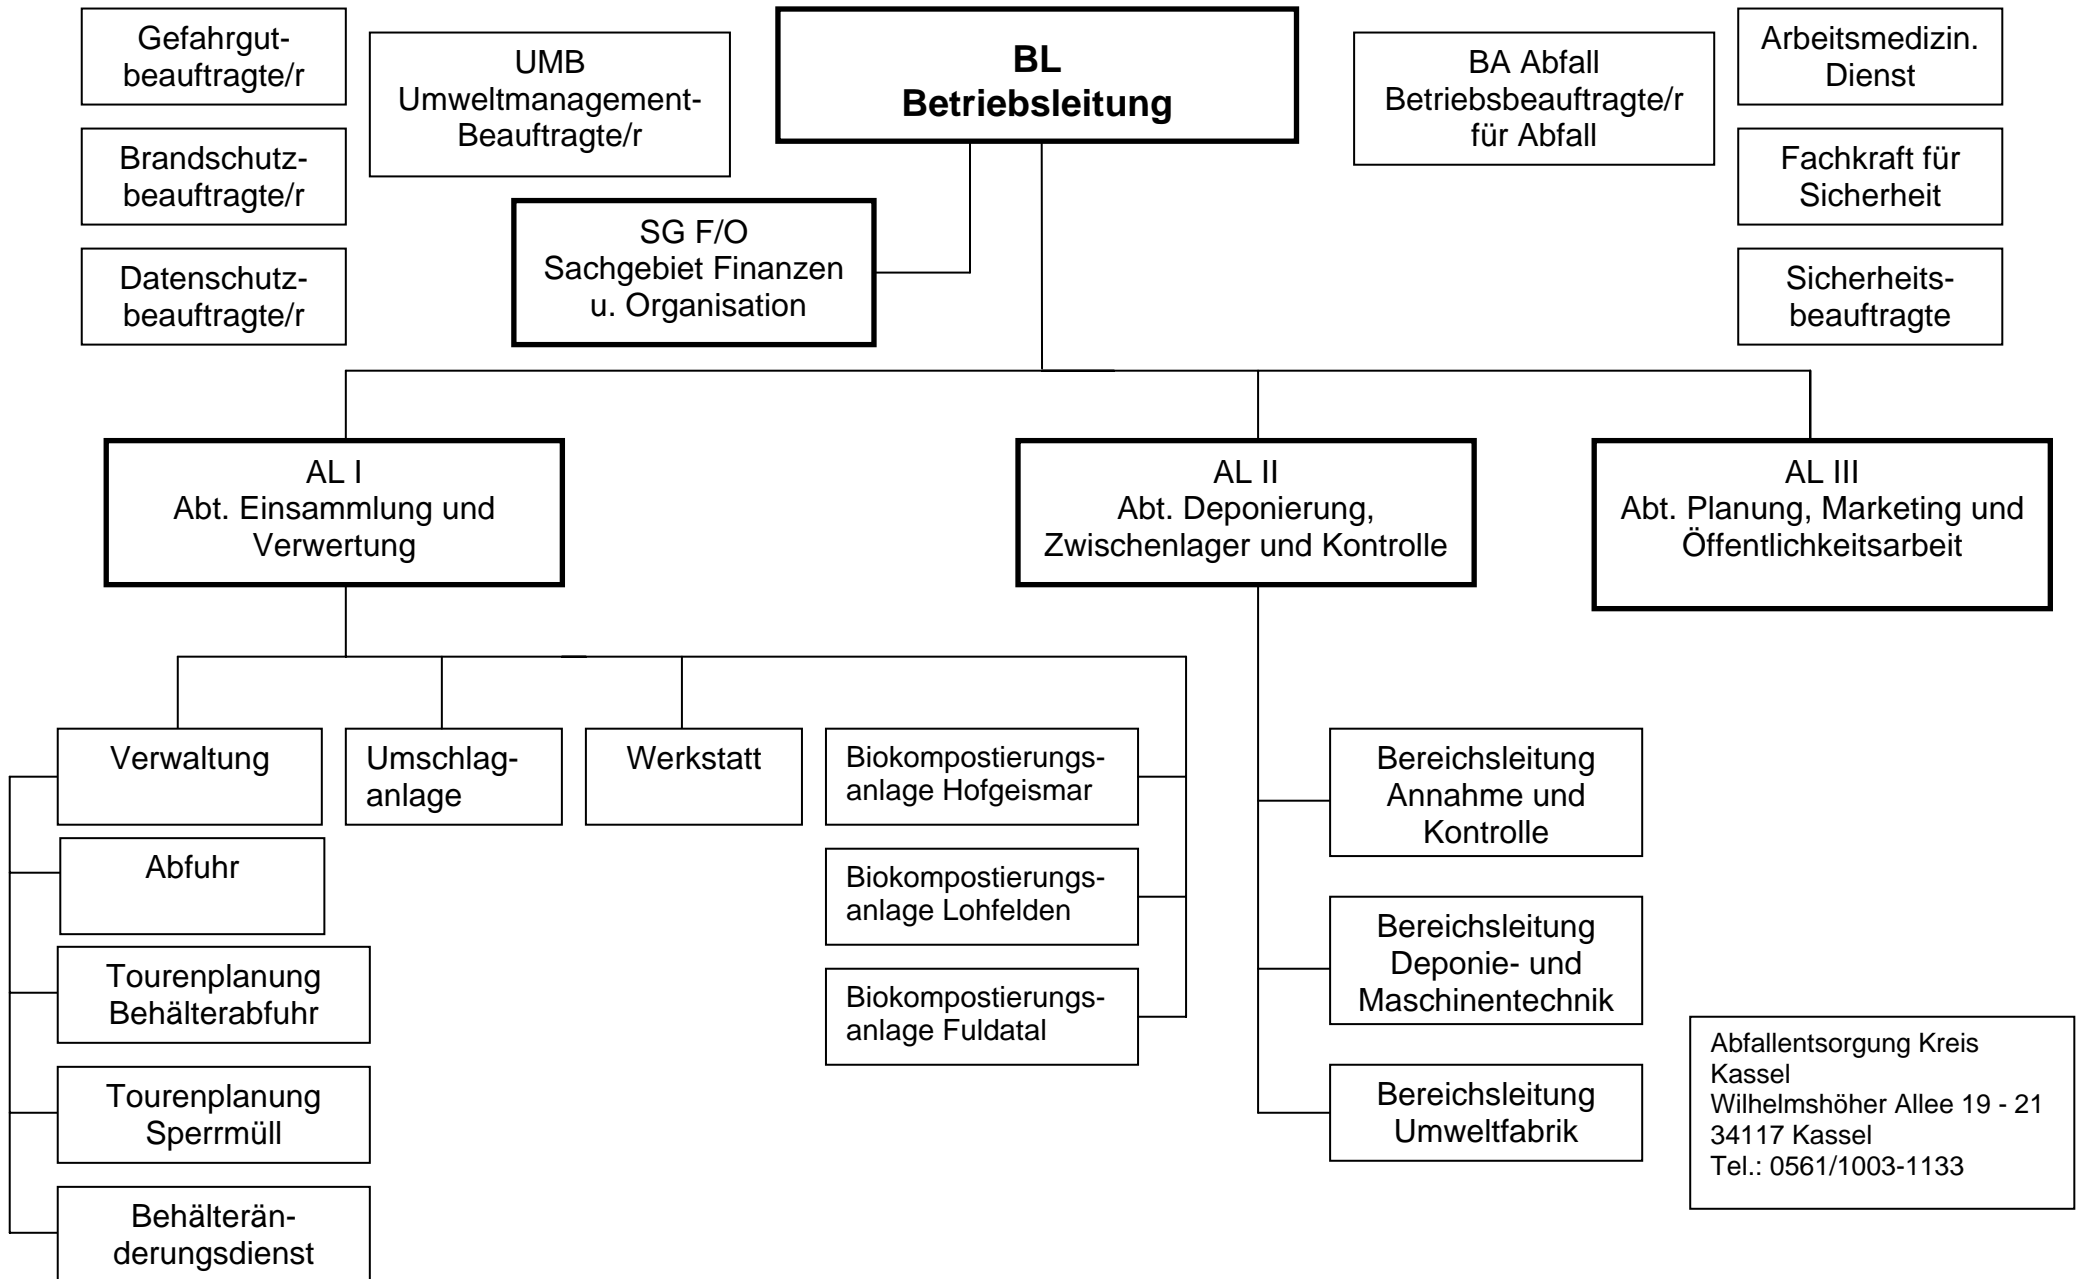 Gefahrgut-
beauftragte/r
UMB
Umweltmanagement-
Beauftragte/r
BL
Betriebsleitung
BA Abfall
Betriebsbeauftragte/r
für Abfall
Arbeitsmedizin.
Dienst
Brandschutz-
beauftragte/r
Fachkraft für
Sicherheit
Datenschutz-
beauftragte/r
SG F/O
Sachgebiet Finanzen
u. Organisation
Sicherheits-
beauftragte
AL I
Abt. Einsammlung und
Verwertung
AL II
Abt. Deponierung,
Zwischenlager und Kontrolle
AL III
Abt. Planung, Marketing und
Öffentlichkeitsarbeit
Verwaltung
Umschlag-
anlage
Werkstatt
Biokompostierungs-
anlage Hofgeismar
Bereichsleitung
Annahme und
Kontrolle
Abfuhr
Biokompostierungs-
anlage Lohfelden
Bereichsleitung
Deponie- und
Maschinentechnik
Tourenplanung
Behälterabfuhr
Biokompostierungs-
anlage Fuldatal
Tourenplanung
Sperrmüll
Bereichsleitung
Umweltfabrik
Behälterän-
derungsdienst
Abfallentsorgung Kreis
Kassel
Wilhelmshöher Allee 19 - 21
34117 Kassel
Tel.: 0561/1003-1133